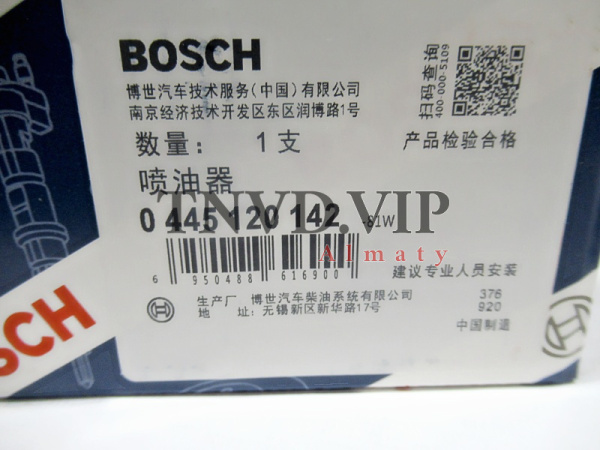 BOSCH
博世汽车技术服务(中国)有限公司
南京经济技术开发区东区润博路1号
扫码查询
400-000-5109
数量: 1支
产品检验合格
喷油器
TNVD.VIP
0 445 120 142 -81W
Almaty
6 950488 616900
建议专业人员安装
生产厂: 博世汽车柴油系统有限公司
地 址: 无锡新区新华路17号
376
920
中国制造
SCH